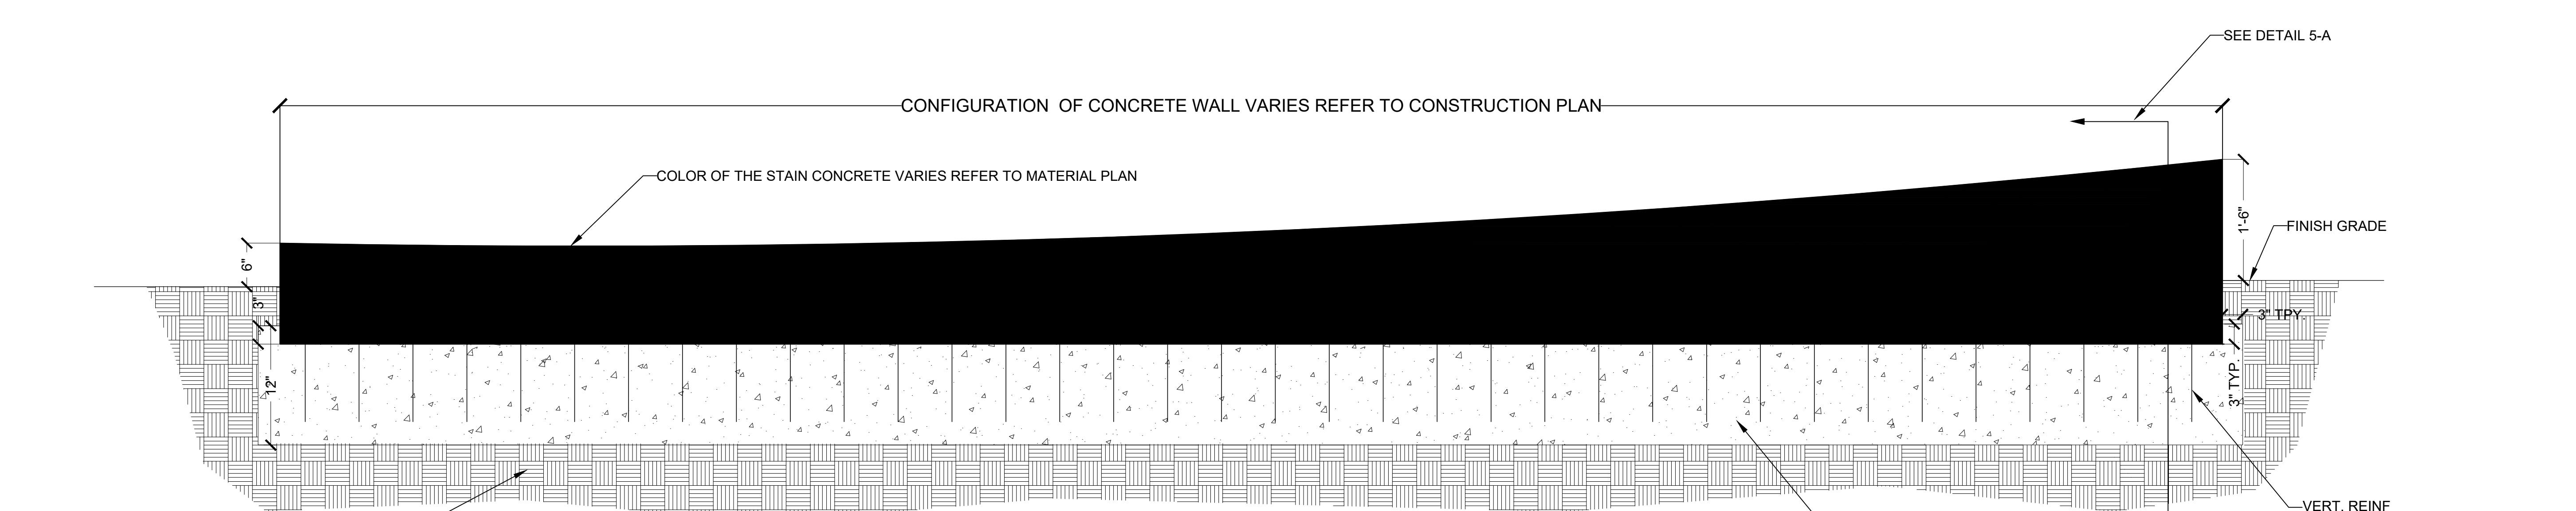 SEE DETAIL 5-A
CONFIGURATION OF CONCRETE WALL VARIES REFER TO CONSTRUCTION PLAN
COLOR OF THE STAIN CONCRETE VARIES REFER TO MATERIAL PLAN
1'-6"
FINISH GRADE
6"
3"
3" TPY.
12"
3" TYP.
VERT. REINF